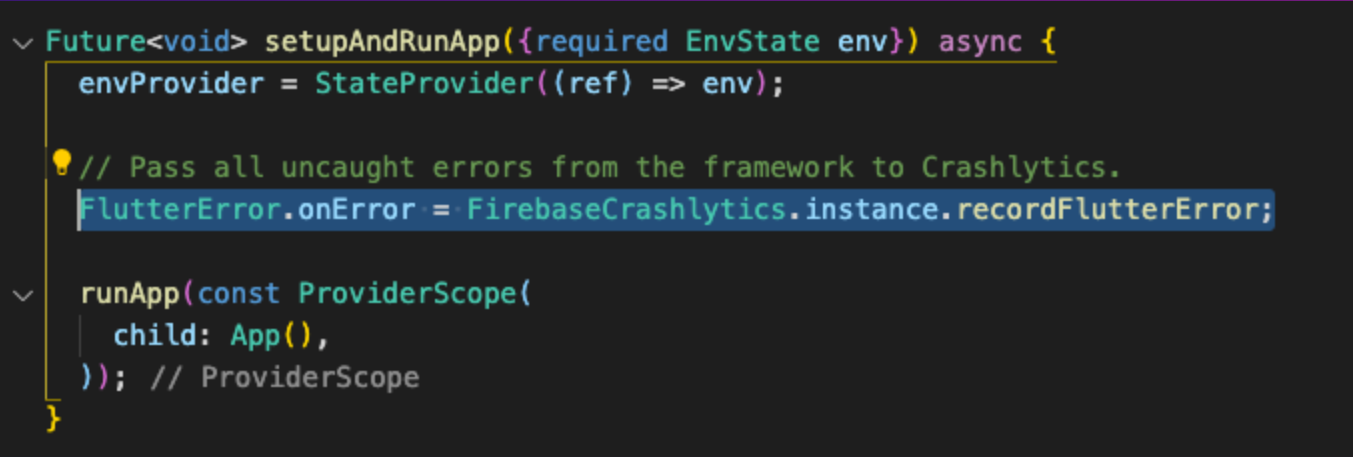 Future<void> setupAndRunApp({required EnvState env}) async {
envProvider = StateProvider((ref) => env);
// Pass all uncaught errors from the framework to Crashlytics.
FlutterError.onError = FirebaseCrashlytics.instance.recordFlutterError;
runApp(const ProviderScope(
child: App(),
)); // ProviderScope
}